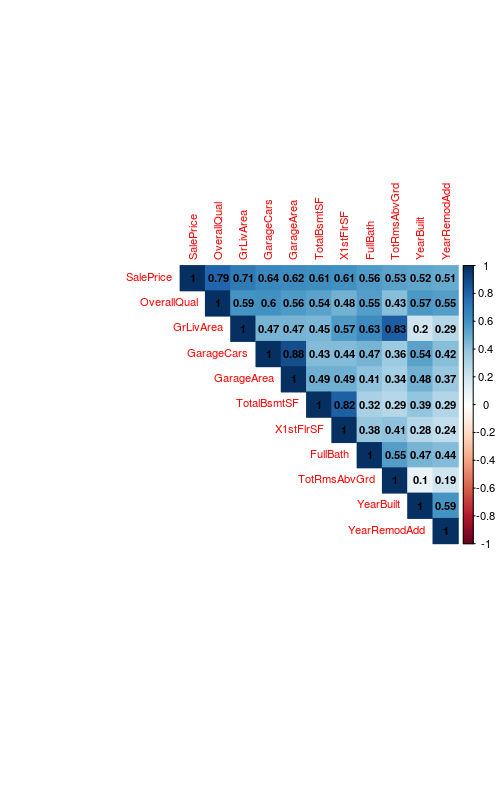 SalePrice
OverallQual
GrLivArea
GarageCars
GarageArea
TotalBsmtSF
X1stFlrSF
FullBath
TotRmsAbvGrd
YearBuilt
YearRemodAdd
SalePrice 1 0.79 0.71 0.64 0.62 0.61 0.61 0.56 0.53 0.52 0.51
OverallQual 1 0.59 0.6 0.56 0.54 0.48 0.55 0.43 0.57 0.55
GrLivArea 1 0.47 0.47 0.45 0.57 0.63 0.83 0.2 0.29
GarageCars 1 0.88 0.43 0.44 0.47 0.36 0.54 0.42
GarageArea 1 0.49 0.49 0.41 0.34 0.48 0.37
TotalBsmtSF 1 0.82 0.32 0.29 0.39 0.29
X1stFlrSF 1 0.38 0.41 0.28 0.24
FullBath 1 0.55 0.47 0.44
TotRmsAbvGrd 1 0.1 0.19
YearBuilt 1 0.59
YearRemodAdd 1
1
0.8
0.6
0.4
0.2
0
-0.2
-0.4
-0.6
-0.8
-1